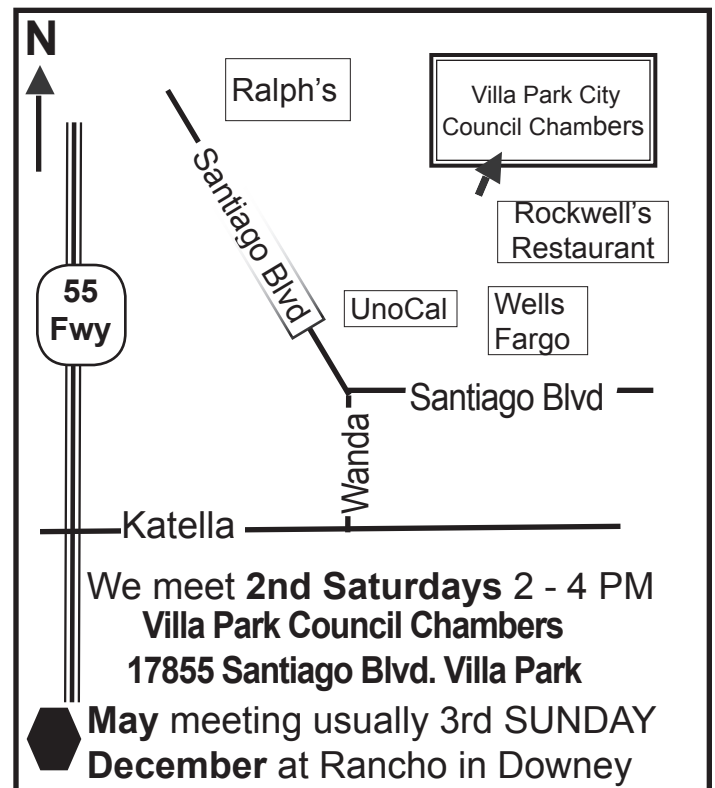 N
Ralph's
Villa Park City
Council Chambers
Santiago Blvd
Rockwell's
Restaurant
55
Fwy
UnoCal
Wells
Fargo
Santiago Blvd
Wanda
Katella
We meet 2nd Saturdays 2 - 4 PM
Villa Park Council Chambers
17855 Santiago Blvd. Villa Park
May meeting usually 3rd SUNDAY
December at Rancho in Downey